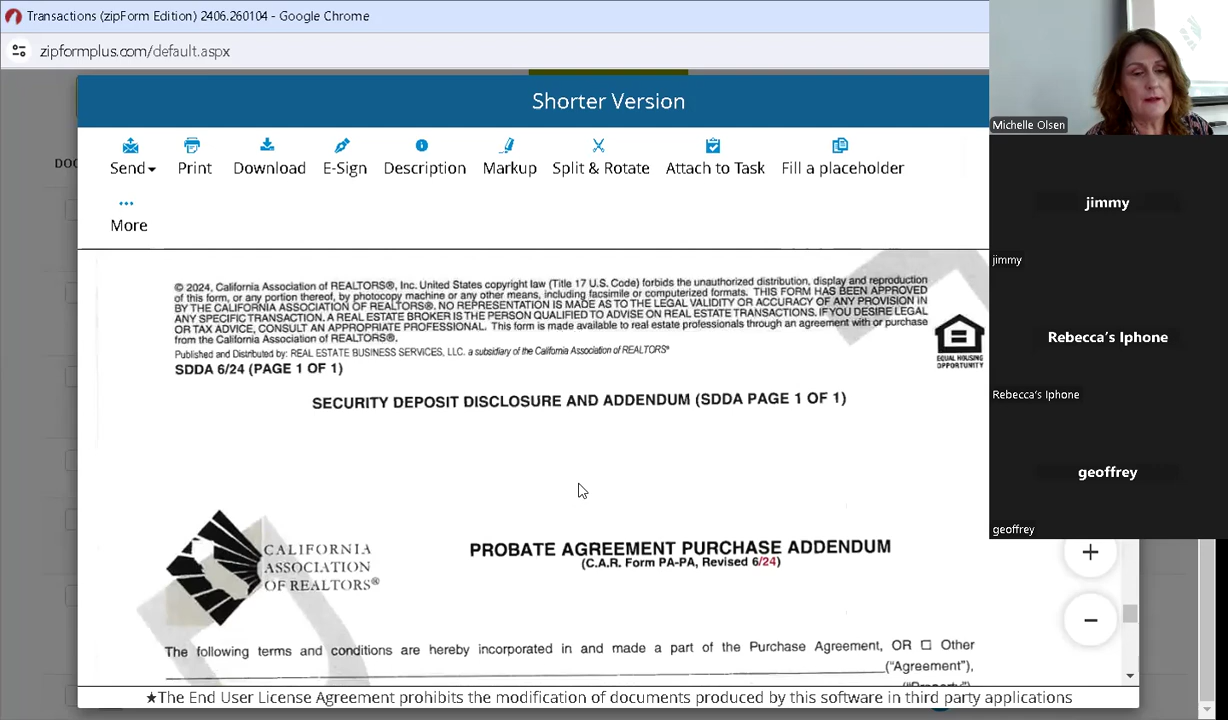 Transactions (zipForm Edition) 2406.260104 - Google Chrome
zipformplus.com/default.aspx
Shorter Version
Send
Print
Download
E-Sign
Description
Markup
Split & Rotate
Attach to Task
Fill a placeholder
More
DOC
© 2024, California Association of REALTORS®, Inc. United States copyright law (Title 17 U.S. Code) forbids the unauthorized distribution, display and reproduction
of this form, or any portion thereof, by photocopy machine or any other means, including facsimile or computerized formats. THIS FORM HAS BEEN APPROVED
BY THE CALIFORNIA ASSOCIATION OF REALTORS®. NO REPRESENTATION IS MADE AS TO THE LEGAL VALIDITY OR ACCURACY OF ANY PROVISION IN
ANY SPECIFIC TRANSACTION. A REAL ESTATE BROKER IS THE PERSON QUALIFIED TO ADVISE ON REAL ESTATE TRANSACTIONS. IF YOU DESIRE LEGAL
OR TAX ADVICE, CONSULT AN APPROPRIATE PROFESSIONAL. This form is made available to real estate professionals through an agreement with or purchase
from the California Association of REALTORS®.
Published and Distributed by: REAL ESTATE BUSINESS SERVICES, LLC. a subsidiary of the California Association of REALTORS®
SDDA 6/24 (PAGE 1 OF 1)
EQUAL HOUSING
OPPORTUNITY
SECURITY DEPOSIT DISCLOSURE AND ADDENDUM (SDDA PAGE 1 OF 1)
CALIFORNIA
ASSOCIATION
OF REALTORS®
PROBATE AGREEMENT PURCHASE ADDENDUM
(C.A.R. Form PA-PA, Revised 6/24)
The following terms and conditions are hereby incorporated in and made a part of the Purchase Agreement, OR ☐ Other
("Agreement"),
("Property"),
★The End User License Agreement prohibits the modification of documents produced by this software in third party applications
Michelle Olsen
jimmy
jimmy
Rebecca's Iphone
Rebecca's Iphone
geoffrey
geoffrey